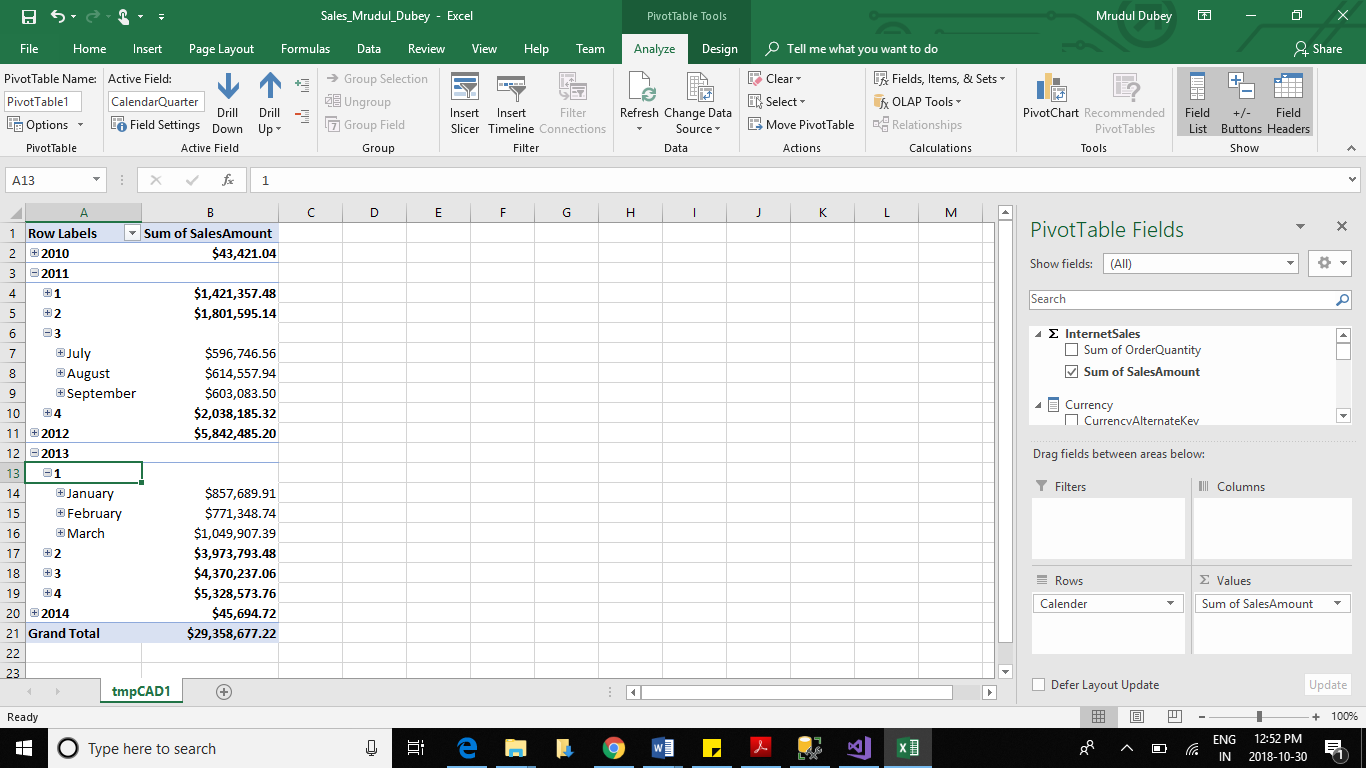 Sales_Mrudul_Dubey - Excel
PivotTable Tools
Mrudul Dubey
File Home Insert Page Layout Formulas Data Review View Help Team Analyze Design Tell me what you want to do Share
PivotTable Name:
PivotTable1
Options
PivotTable
Active Field:
CalendarQuarter
Field Settings
Drill Down
Drill Up
Active Field
Group Selection
Ungroup
Group Field
Group
Insert Slicer
Insert Timeline
Filter Connections
Filter
Refresh
Change Data Source
Data
Clear
Select
Move PivotTable
Actions
Fields, Items, & Sets
OLAP Tools
Relationships
Calculations
PivotChart
Recommended PivotTables
Tools
Field List
+/- Buttons
Field Headers
Show
A13 fx 1
A B C D E F G H I J K L M
1 Row Labels Sum of SalesAmount
2 2010 $43,421.04
3 2011
4 1 $1,421,357.48
5 2 $1,801,595.14
6 3
7 July $596,746.56
8 August $614,557.94
9 September $603,083.50
10 4 $2,038,185.32
11 2012 $5,842,485.20
12 2013
13 1
14 January $857,689.91
15 February $771,348.74
16 March $1,049,907.39
17 2 $3,973,793.48
18 3 $4,370,237.06
19 4 $5,328,573.76
20 2014 $45,694.72
21 Grand Total $29,358,677.22
22
23
PivotTable Fields
Show fields: (All)
Search
Σ InternetSales
Sum of OrderQuantity
Sum of SalesAmount
Currency
CurrencyAlternateKey
Drag fields between areas below:
Filters
Columns
Rows
Σ Values
Calender
Sum of SalesAmount
Defer Layout Update
Update
tmpCAD1
Ready
100%
Type here to search
ENG
IN
12:52 PM
2018-10-30
1